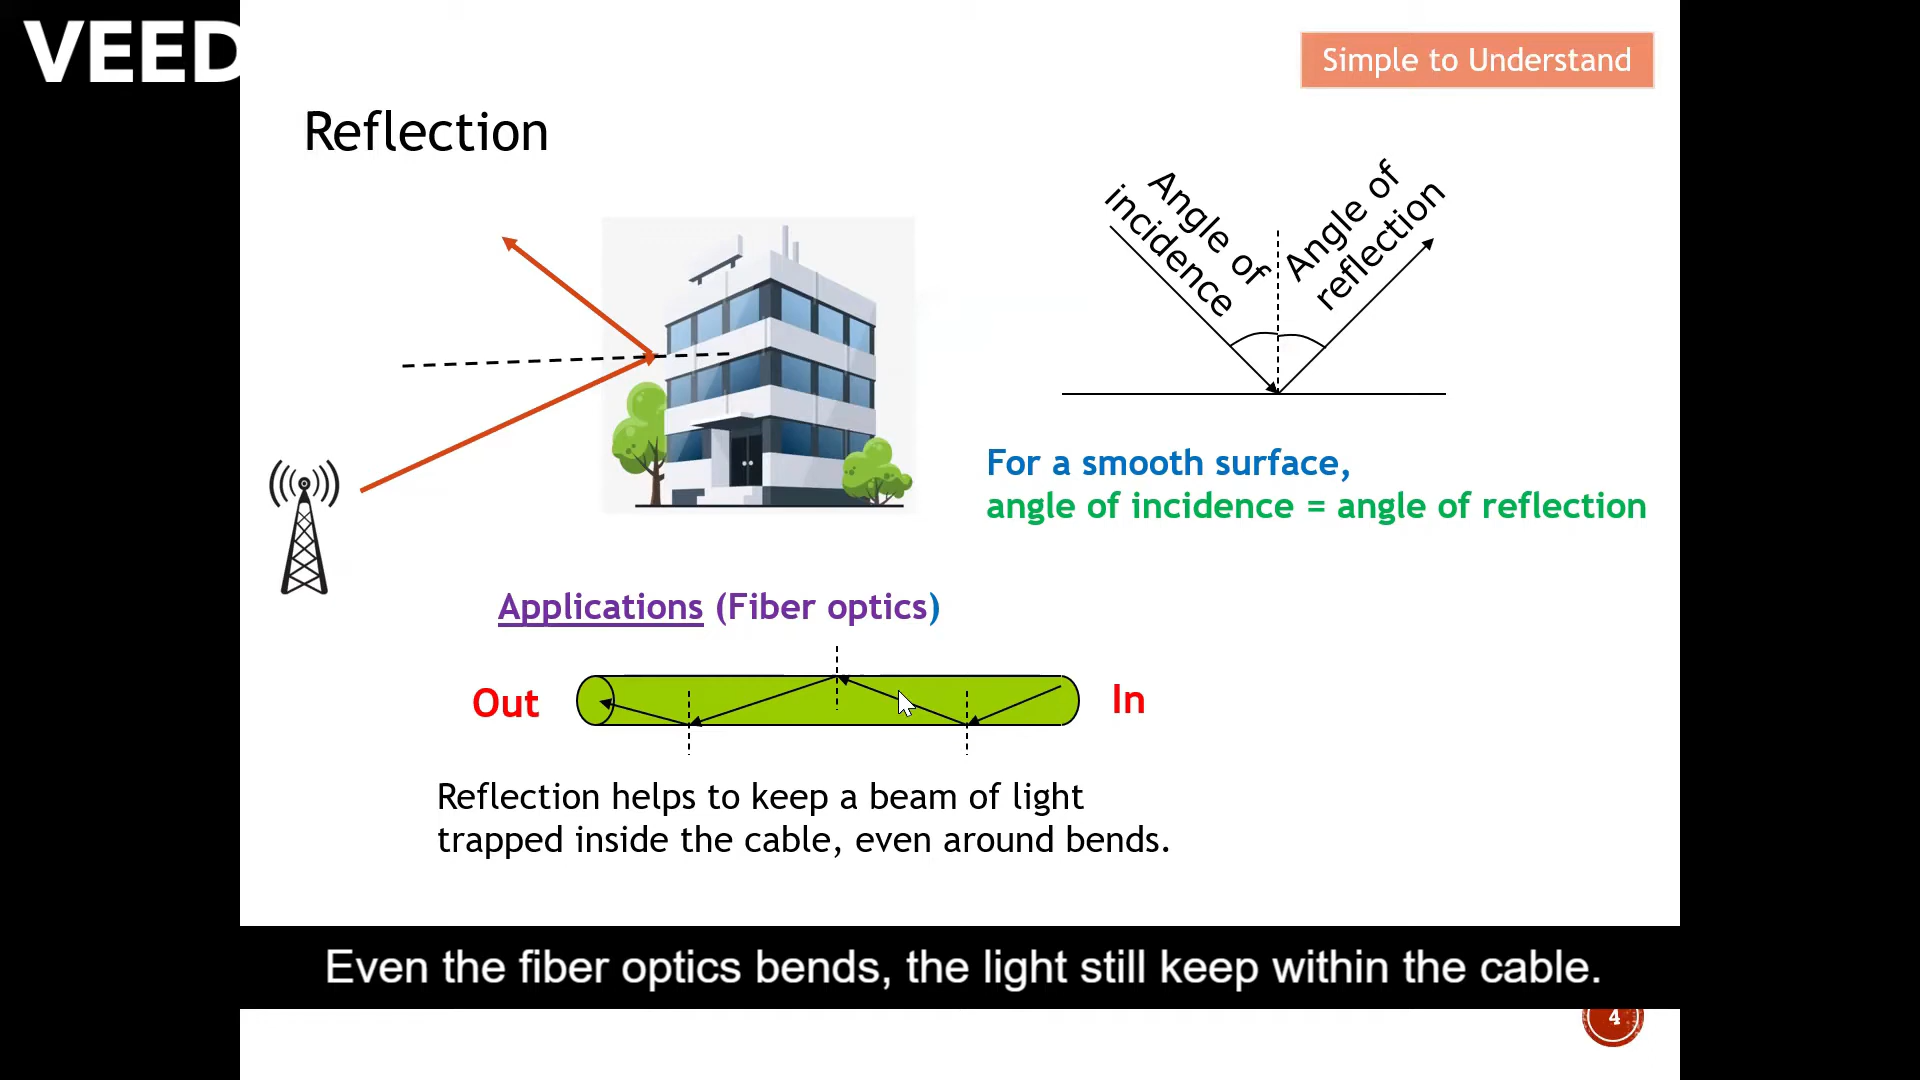 VEED
Simple to Understand
Reflection
Angle of
incidence
Angle of
reflection
For a smooth surface,
angle of incidence = angle of reflection
Applications (Fiber optics)
Out
In
Reflection helps to keep a beam of light
trapped inside the cable, even around bends.
Even the fiber optics bends, the light still keep within the cable.
4